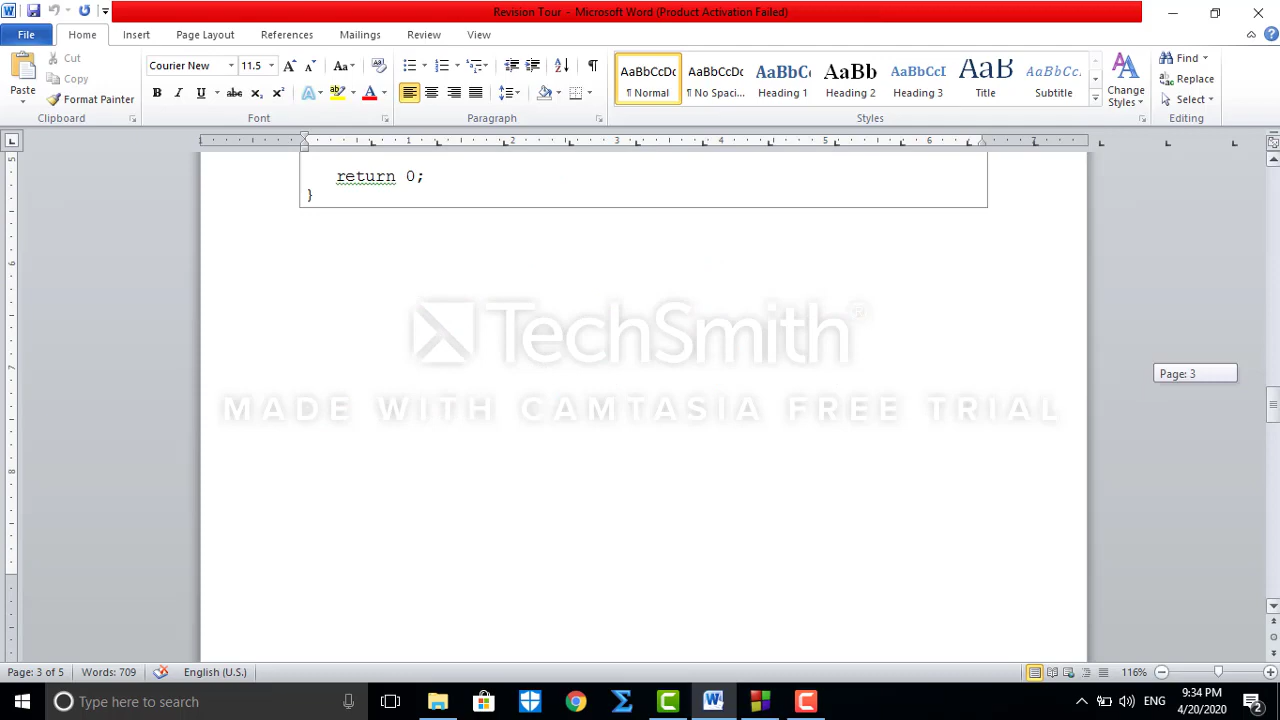 Revision Tour - Microsoft Word (Product Activation Failed)
File Home Insert Page Layout References Mailings Review View
Paste
Cut
Copy
Format Painter
Clipboard
Courier New 11.5
Font
Paragraph
AaBbCcDc AaBbCcDc AaBbCc AaBb AaBbCcI AaB AaBbCc.
¶ Normal ¶ No Spaci... Heading 1 Heading 2 Heading 3 Title Subtitle
Change Styles
Styles
Find
Replace
Select
Editing
return 0;
}
TechSmith®
MADE WITH CAMTASIA FREE TRIAL
Page: 3
Page: 3 of 5 Words: 709 English (U.S.) 116%
Type here to search
ENG
9:34 PM
4/20/2020
2